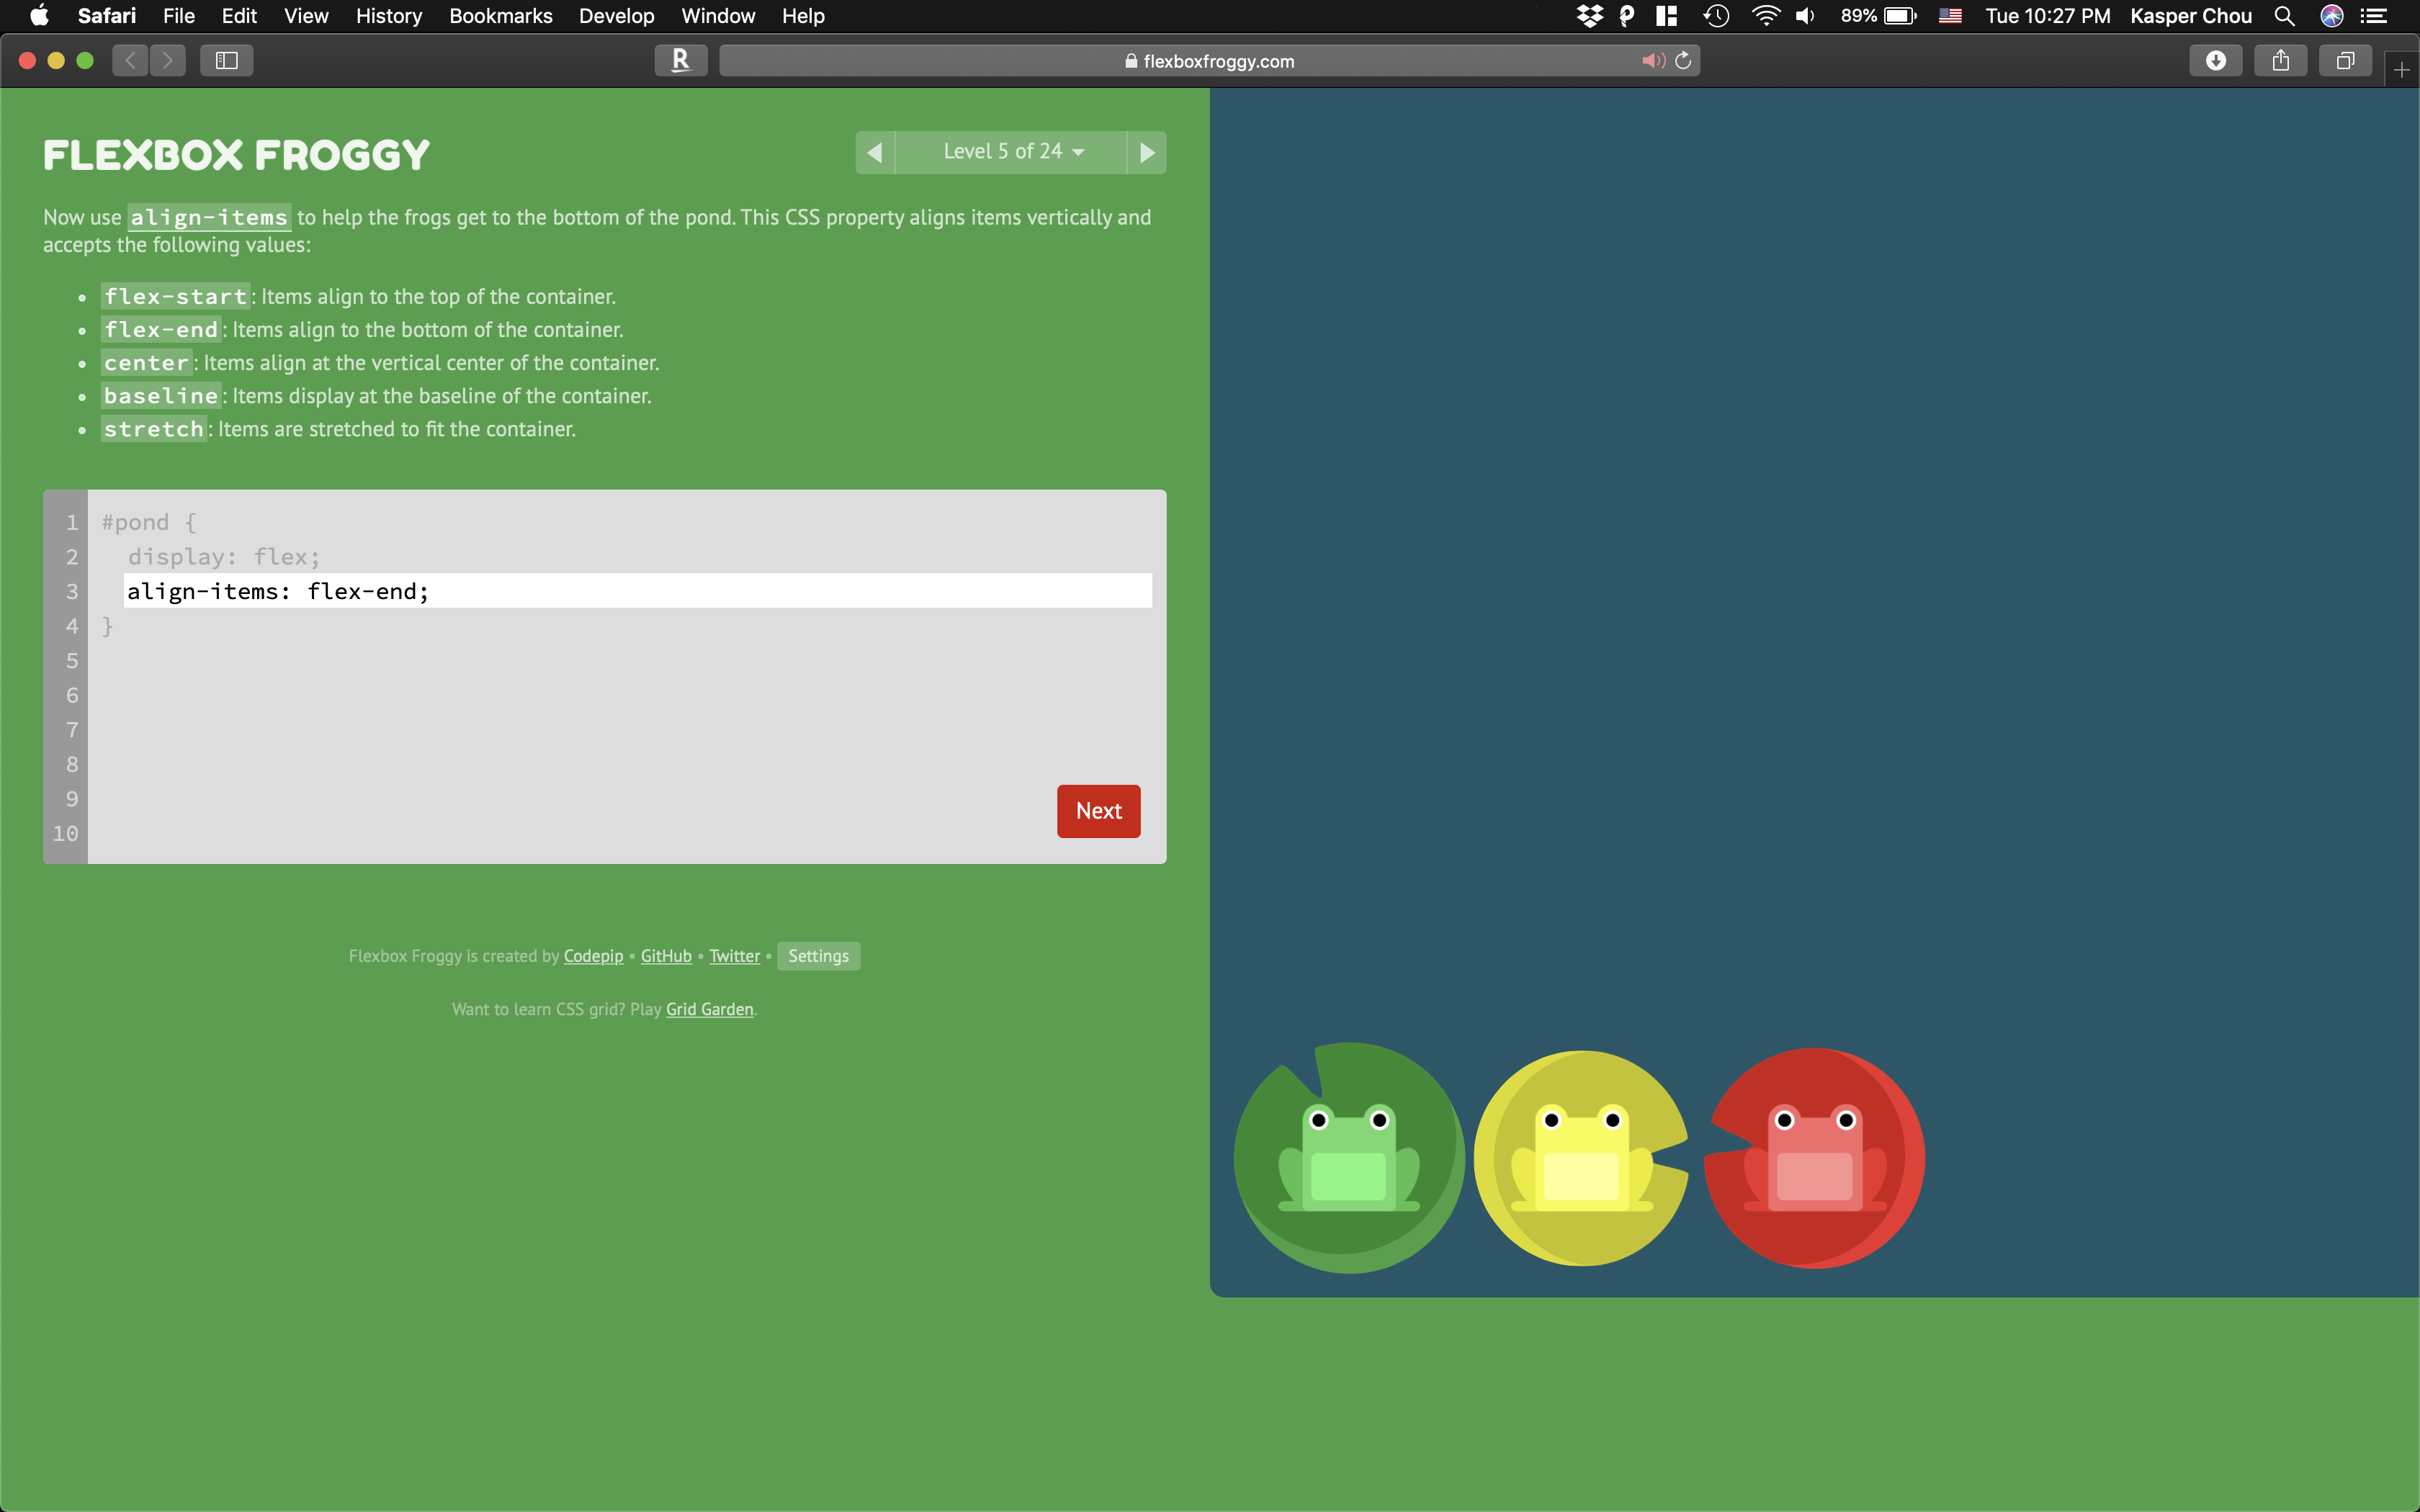 Safari File Edit View History Bookmarks Develop Window Help 89% Tue 10:27 PM Kasper Chou
R flexboxfroggy.com
FLEXBOX FROGGY
Level 5 of 24
Now use align-items to help the frogs get to the bottom of the pond. This CSS property aligns items vertically and
accepts the following values:
• flex-start: Items align to the top of the container.
• flex-end: Items align to the bottom of the container.
• center: Items align at the vertical center of the container.
• baseline: Items display at the baseline of the container.
• stretch: Items are stretched to fit the container.
1 #pond {
2 display: flex;
3 align-items: flex-end;
4 }
5
6
7
8
9
10
Next
Flexbox Froggy is created by Codepip • GitHub • Twitter • Settings
Want to learn CSS grid? Play Grid Garden.